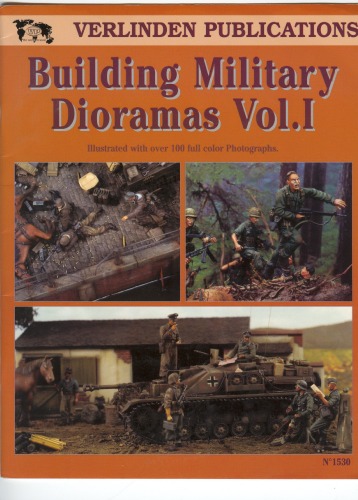 VERLINDEN PUBLICATIONS
Building Military
Dioramas Vol.I
Illustrated with over 100 full color Photographs.
N°1530